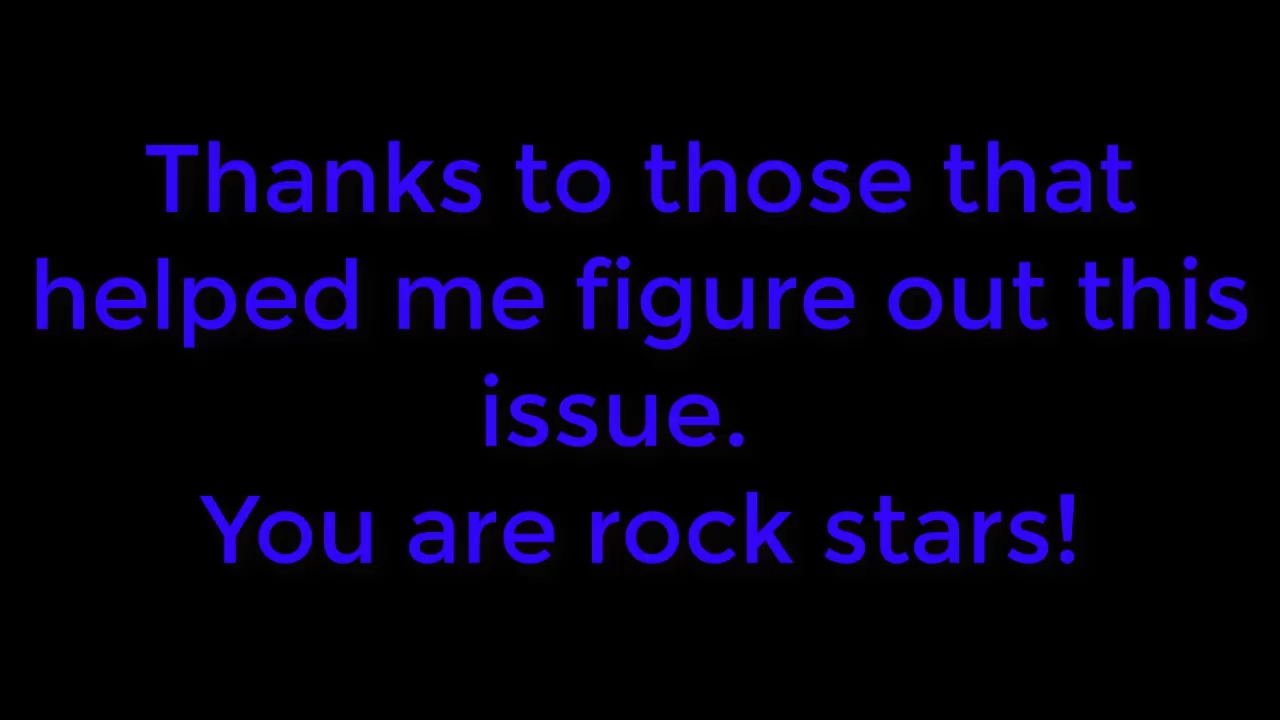 Thanks to those that
helped me figure out this
issue.
You are rock stars!